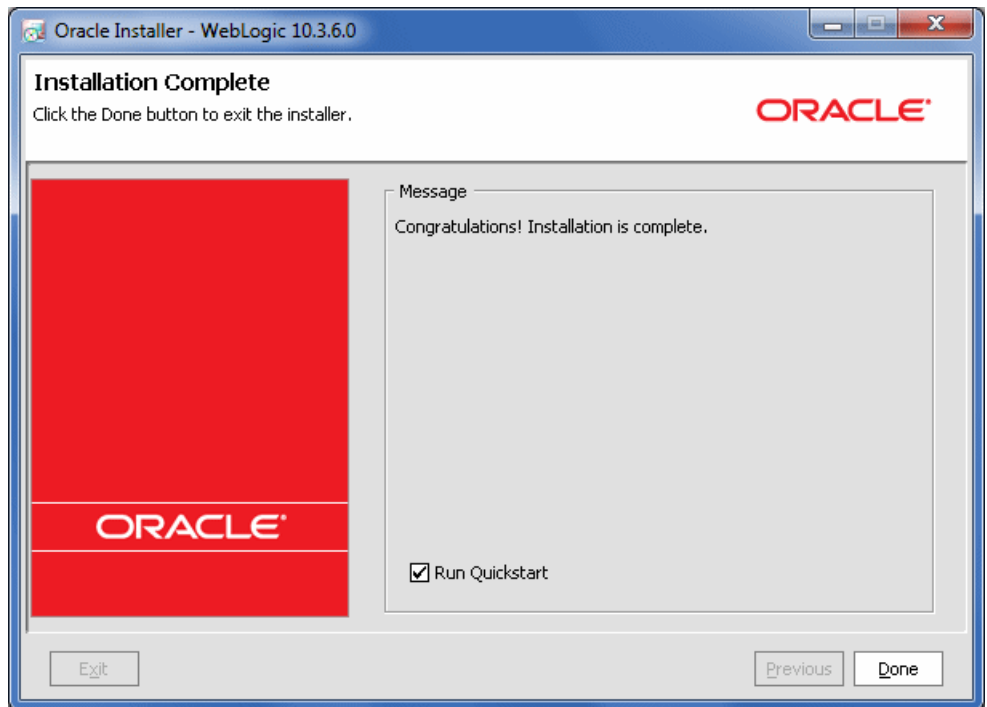 Oracle Installer - WebLogic 10.3.6.0
Installation Complete
Click the Done button to exit the installer.
ORACLE
Message
Congratulations! Installation is complete.
ORACLE
Run Quickstart
Exit
Previous
Done